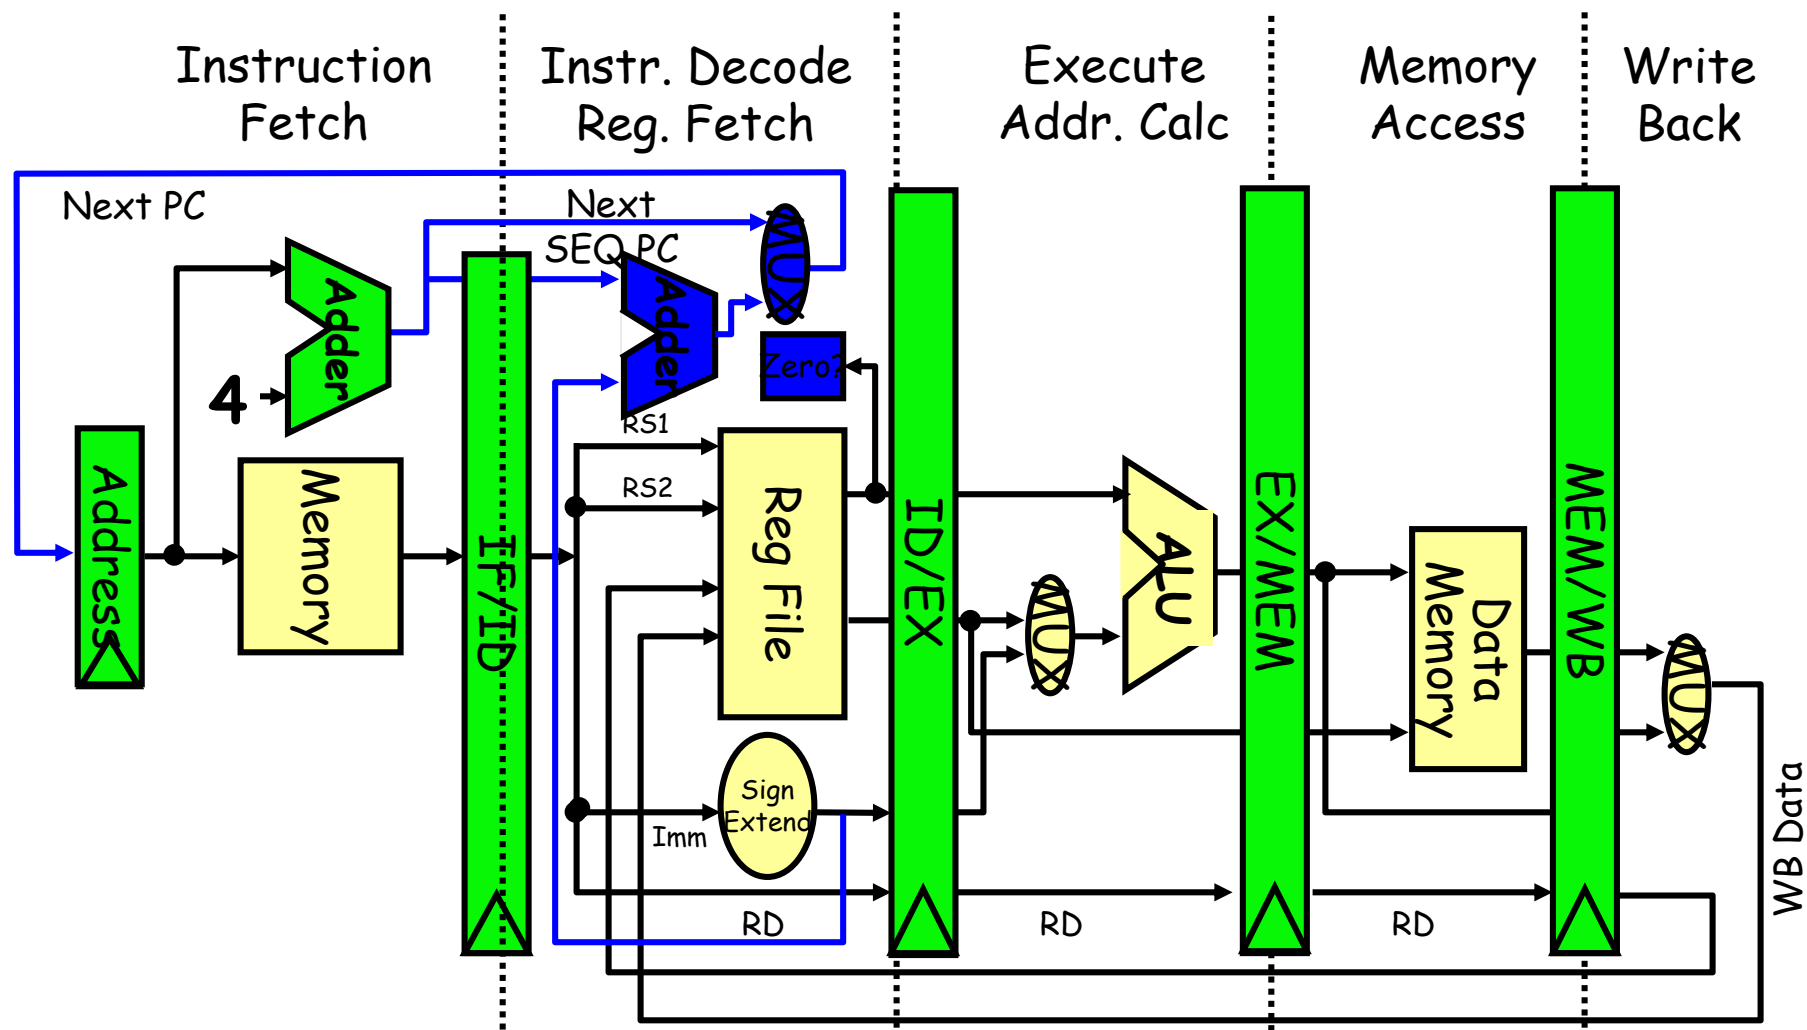 Instruction
Fetch
Instr. Decode
Reg. Fetch
Execute
Addr. Calc
Memory
Access
Write
Back
Next PC
Next
SEQ PC
MUX
Adder
Adder
Zero?
4
RS1
Address
Memory
IF/ID
RS2
Reg File
ID/EX
MUX
ALU
EX/MEM
Data
Memory
MEM/WB
MUX
Sign
Extend
Imm
WB Data
RD
RD
RD